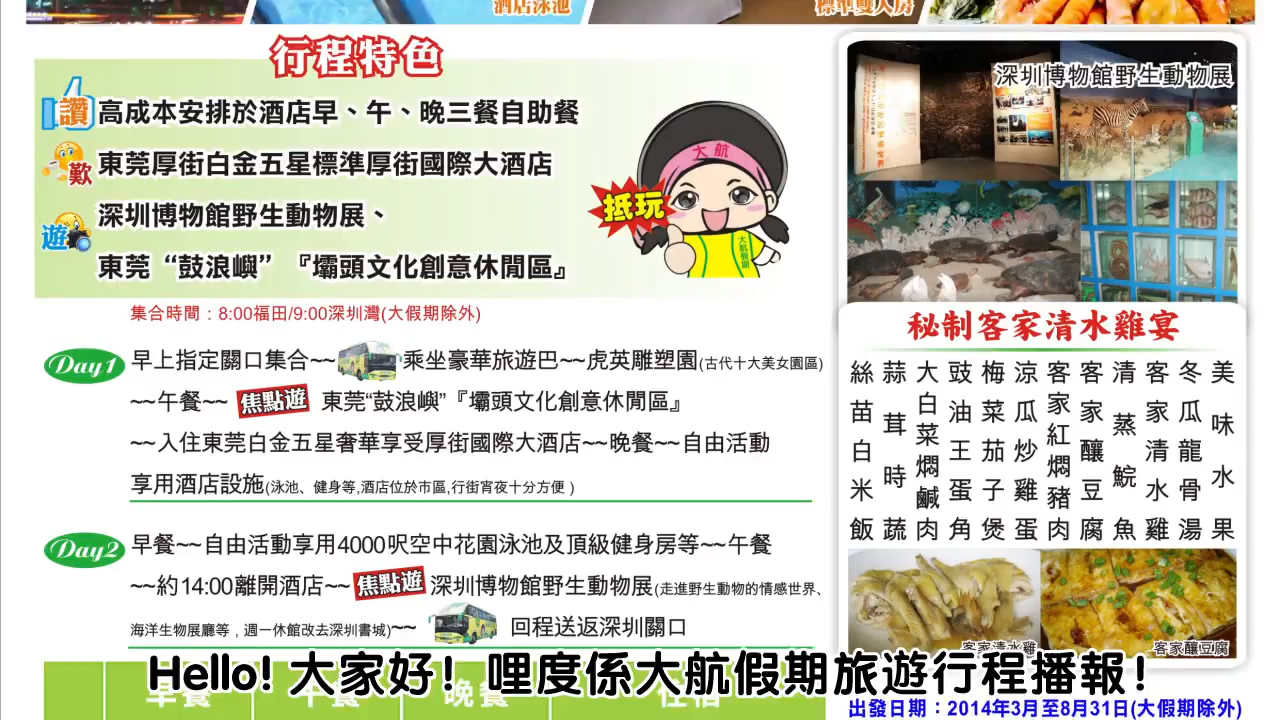 酒店泳池
標準雙人房
行程特色
讚 高成本安排於酒店早、午、晚三餐自助餐
歎 東莞厚街白金五星標準厚街國際大酒店
遊 深圳博物館野生動物展、
東莞“鼓浪嶼”『壩頭文化創意休閒區』
大航
抵玩
大航假期
集合時間：8:00福田/9:00深圳灣(大假期除外)
Day1 早上指定關口集合~~乘坐豪華旅遊巴~~虎英雕塑園(古代十大美女園區)
~~午餐~~ 焦點遊 東莞“鼓浪嶼”『壩頭文化創意休閒區』
~~入住東莞白金五星奢華享受厚街國際大酒店~~晚餐~~自由活動
享用酒店設施(泳池、健身等,酒店位於市區,行街宵夜十分方便)
Day2 早餐~~自由活動享用4000呎空中花園泳池及頂級健身房等~~午餐
~~約14:00離開酒店~~ 焦點遊 深圳博物館野生動物展(走進野生動物的情感世界、
海洋生物展廳等，週一休館改去深圳書城)~~ 回程送返深圳關口
早餐 午餐 晚餐 住宿
深圳博物館野生動物展
秘制客家清水雞宴
美味水果
冬瓜龍骨湯
客家清水雞
清蒸鯇魚
客家釀豆腐
客家紅燜豬肉
涼瓜炒雞蛋
梅菜茄子煲
豉油王蛋角
大白菜燜鹹肉
蒜茸時蔬
絲苗白米飯
客家清水雞
客家釀豆腐
Hello! 大家好！哩度係大航假期旅遊行程播報！
出發日期：2014年3月至8月31日(大假期除外)